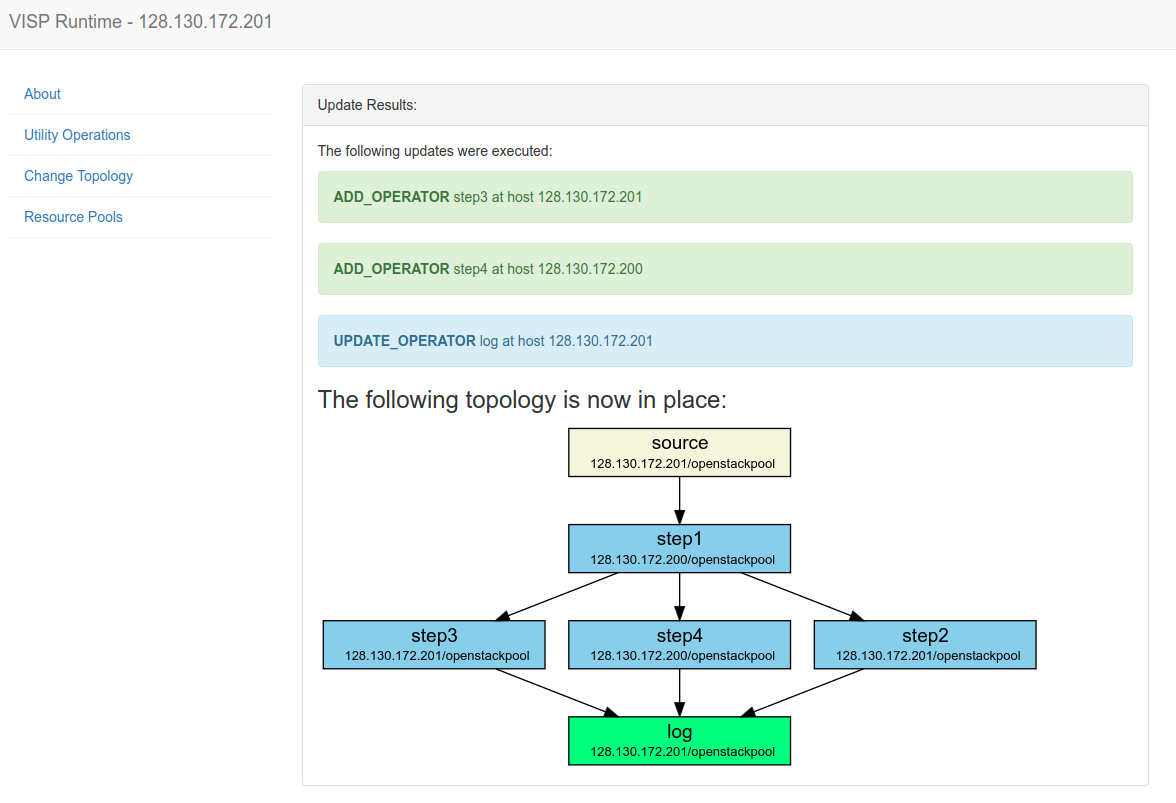 VISP Runtime - 128.130.172.201
About
Utility Operations
Change Topology
Resource Pools
Update Results:
The following updates were executed:
ADD_OPERATOR step3 at host 128.130.172.201
ADD_OPERATOR step4 at host 128.130.172.200
UPDATE_OPERATOR log at host 128.130.172.201
The following topology is now in place:
source
128.130.172.201/openstackpool
step1
128.130.172.200/openstackpool
step3
128.130.172.201/openstackpool
step4
128.130.172.200/openstackpool
step2
128.130.172.201/openstackpool
log
128.130.172.201/openstackpool